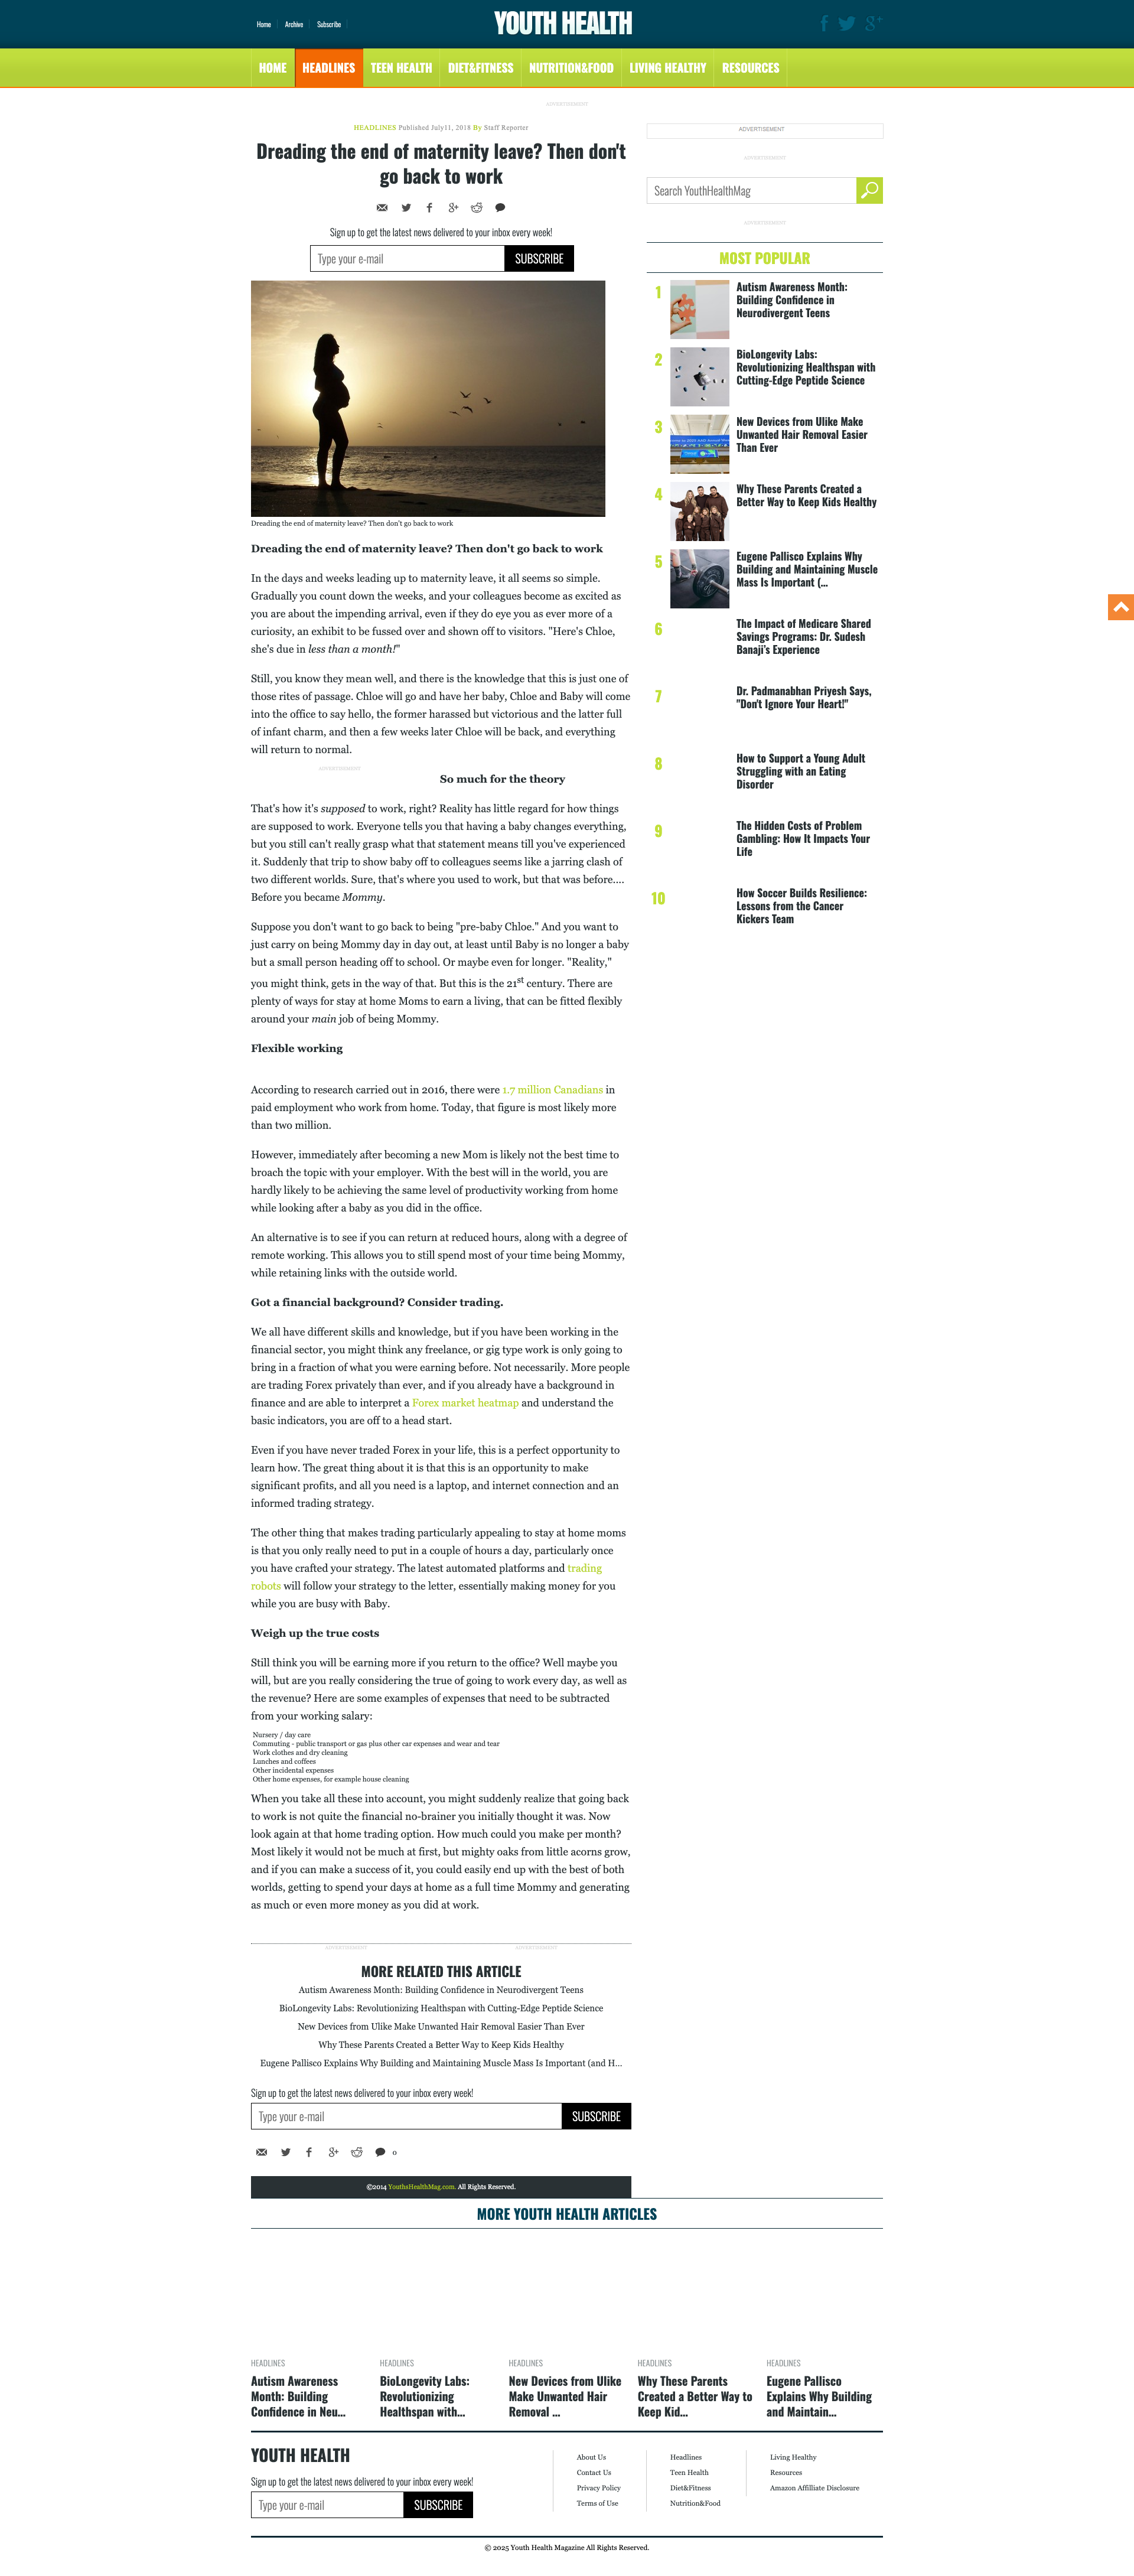 Home
Archive
Subscribe
YOUTH HEALTH
HOME
HEADLINES
TEEN HEALTH
DIET&FITNESS
NUTRITION&FOOD
LIVING HEALTHY
RESOURCES
ADVERTISEMENT
HEADLINES Published July11, 2018 By Staff Reporter
Dreading the end of maternity leave? Then don't
go back to work
Sign up to get the latest news delivered to your inbox every week!
Type your e-mail
SUBSCRIBE
Dreading the end of maternity leave? Then don't go back to work
Dreading the end of maternity leave? Then don't go back to work
In the days and weeks leading up to maternity leave, it all seems so simple.
Gradually you count down the weeks, and your colleagues become as excited as
you are about the impending arrival, even if they do eye you as ever more of a
curiosity, an exhibit to be fussed over and shown off to visitors. "Here's Chloe,
she's due in less than a month!"
Still, you know they mean well, and there is the knowledge that this is just one of
those rites of passage. Chloe will go and have her baby, Chloe and Baby will come
into the office to say hello, the former harassed but victorious and the latter full
of infant charm, and then a few weeks later Chloe will be back, and everything
will return to normal.
ADVERTISEMENT
So much for the theory
That's how it's supposed to work, right? Reality has little regard for how things
are supposed to work. Everyone tells you that having a baby changes everything,
but you still can't really grasp what that statement means till you've experienced
it. Suddenly that trip to show baby off to colleagues seems like a jarring clash of
two different worlds. Sure, that's where you used to work, but that was before....
Before you became Mommy.
Suppose you don't want to go back to being "pre-baby Chloe." And you want to
just carry on being Mommy day in day out, at least until Baby is no longer a baby
but a small person heading off to school. Or maybe even for longer. "Reality,"
you might think, gets in the way of that. But this is the 21st century. There are
plenty of ways for stay at home Moms to earn a living, that can be fitted flexibly
around your main job of being Mommy.
Flexible working
According to research carried out in 2016, there were 1.7 million Canadians in
paid employment who work from home. Today, that figure is most likely more
than two million.
However, immediately after becoming a new Mom is likely not the best time to
broach the topic with your employer. With the best will in the world, you are
hardly likely to be achieving the same level of productivity working from home
while looking after a baby as you did in the office.
An alternative is to see if you can return at reduced hours, along with a degree of
remote working. This allows you to still spend most of your time being Mommy,
while retaining links with the outside world.
Got a financial background? Consider trading.
We all have different skills and knowledge, but if you have been working in the
financial sector, you might think any freelance, or gig type work is only going to
bring in a fraction of what you were earning before. Not necessarily. More people
are trading Forex privately than ever, and if you already have a background in
finance and are able to interpret a Forex market heatmap and understand the
basic indicators, you are off to a head start.
Even if you have never traded Forex in your life, this is a perfect opportunity to
learn how. The great thing about it is that this is an opportunity to make
significant profits, and all you need is a laptop, and internet connection and an
informed trading strategy.
The other thing that makes trading particularly appealing to stay at home moms
is that you only really need to put in a couple of hours a day, particularly once
you have crafted your strategy. The latest automated platforms and trading
robots will follow your strategy to the letter, essentially making money for you
while you are busy with Baby.
Weigh up the true costs
Still think you will be earning more if you return to the office? Well maybe you
will, but are you really considering the true of going to work every day, as well as
the revenue? Here are some examples of expenses that need to be subtracted
from your working salary:
Nursery / day care
Commuting - public transport or gas plus other car expenses and wear and tear
Work clothes and dry cleaning
Lunches and coffees
Other incidental expenses
Other home expenses, for example house cleaning
When you take all these into account, you might suddenly realize that going back
to work is not quite the financial no-brainer you initially thought it was. Now
look again at that home trading option. How much could you make per month?
Most likely it would not be much at first, but mighty oaks from little acorns grow,
and if you can make a success of it, you could easily end up with the best of both
worlds, getting to spend your days at home as a full time Mommy and generating
as much or even more money as you did at work.
ADVERTISEMENT
ADVERTISEMENT
MORE RELATED THIS ARTICLE
Autism Awareness Month: Building Confidence in Neurodivergent Teens
BioLongevity Labs: Revolutionizing Healthspan with Cutting-Edge Peptide Science
New Devices from Ulike Make Unwanted Hair Removal Easier Than Ever
Why These Parents Created a Better Way to Keep Kids Healthy
Eugene Pallisco Explains Why Building and Maintaining Muscle Mass Is Important (and H...
Sign up to get the latest news delivered to your inbox every week!
Type your e-mail
SUBSCRIBE
0
©2014 YouthsHealthMag.com. All Rights Reserved.
ADVERTISEMENT
ADVERTISEMENT
Search YouthHealthMag
ADVERTISEMENT
MOST POPULAR
1
Autism Awareness Month:
Building Confidence in
Neurodivergent Teens
2
BioLongevity Labs:
Revolutionizing Healthspan with
Cutting-Edge Peptide Science
3
New Devices from Ulike Make
Unwanted Hair Removal Easier
Than Ever
4
Why These Parents Created a
Better Way to Keep Kids Healthy
5
Eugene Pallisco Explains Why
Building and Maintaining Muscle
Mass Is Important (...
6
The Impact of Medicare Shared
Savings Programs: Dr. Sudesh
Banaji's Experience
7
Dr. Padmanabhan Priyesh Says,
"Don't Ignore Your Heart!"
8
How to Support a Young Adult
Struggling with an Eating
Disorder
9
The Hidden Costs of Problem
Gambling: How It Impacts Your
Life
10
How Soccer Builds Resilience:
Lessons from the Cancer
Kickers Team
MORE YOUTH HEALTH ARTICLES
HEADLINES
Autism Awareness
Month: Building
Confidence in Neu...
HEADLINES
BioLongevity Labs:
Revolutionizing
Healthspan with...
HEADLINES
New Devices from Ulike
Make Unwanted Hair
Removal ...
HEADLINES
Why These Parents
Created a Better Way to
Keep Kid...
HEADLINES
Eugene Pallisco
Explains Why Building
and Maintain...
YOUTH HEALTH
Sign up to get the latest news delivered to your inbox every week!
Type your e-mail
SUBSCRIBE
About Us
Contact Us
Privacy Policy
Terms of Use
Headlines
Teen Health
Diet&Fitness
Nutrition&Food
Living Healthy
Resources
Amazon Affilliate Disclosure
© 2025 Youth Health Magazine All Rights Reserved.